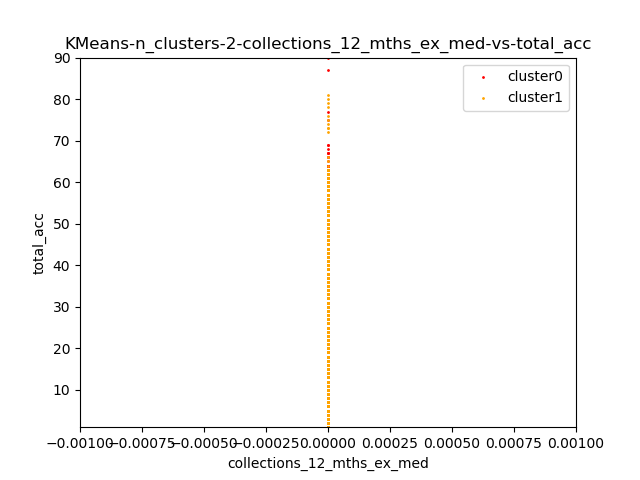 KMeans-n_clusters-2-collections_12_mths_ex_med-vs-total_acc
cluster0
cluster1
90
80
70
60
50
40
30
20
10
total_acc
−0.00100 −0.00075 −0.00050 −0.00025 0.00000 0.00025 0.00050 0.00075 0.00100
collections_12_mths_ex_med